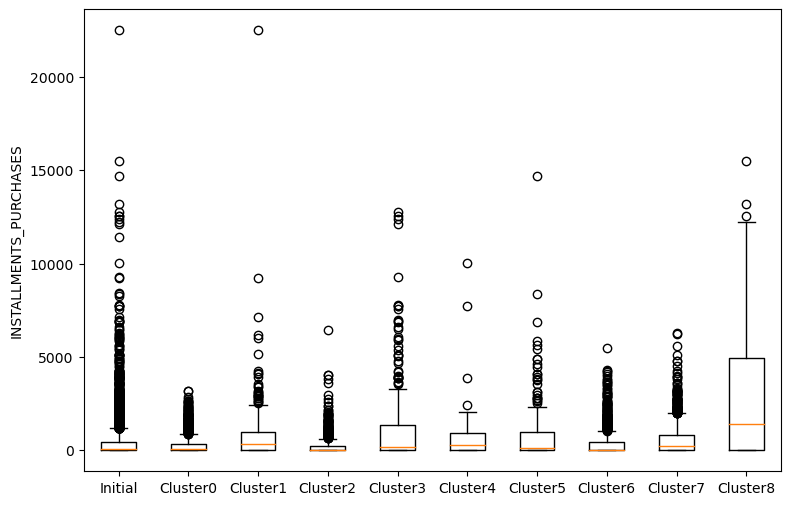 INSTALLMENTS_PURCHASES
20000
15000
10000
5000
0
Initial Cluster0 Cluster1 Cluster2 Cluster3 Cluster4 Cluster5 Cluster6 Cluster7 Cluster8